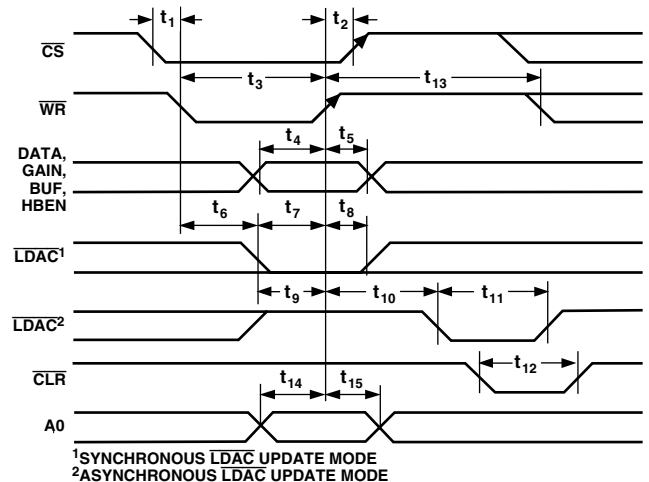 t1 t2
CS
t3 t13
WR
t4 t5
DATA,
GAIN,
BUF,
HBEN
t6 t7 t8
LDAC1
t9 t10 t11
LDAC2
CLR t12
t14 t15
A0
1SYNCHRONOUS LDAC UPDATE MODE
2ASYNCHRONOUS LDAC UPDATE MODE